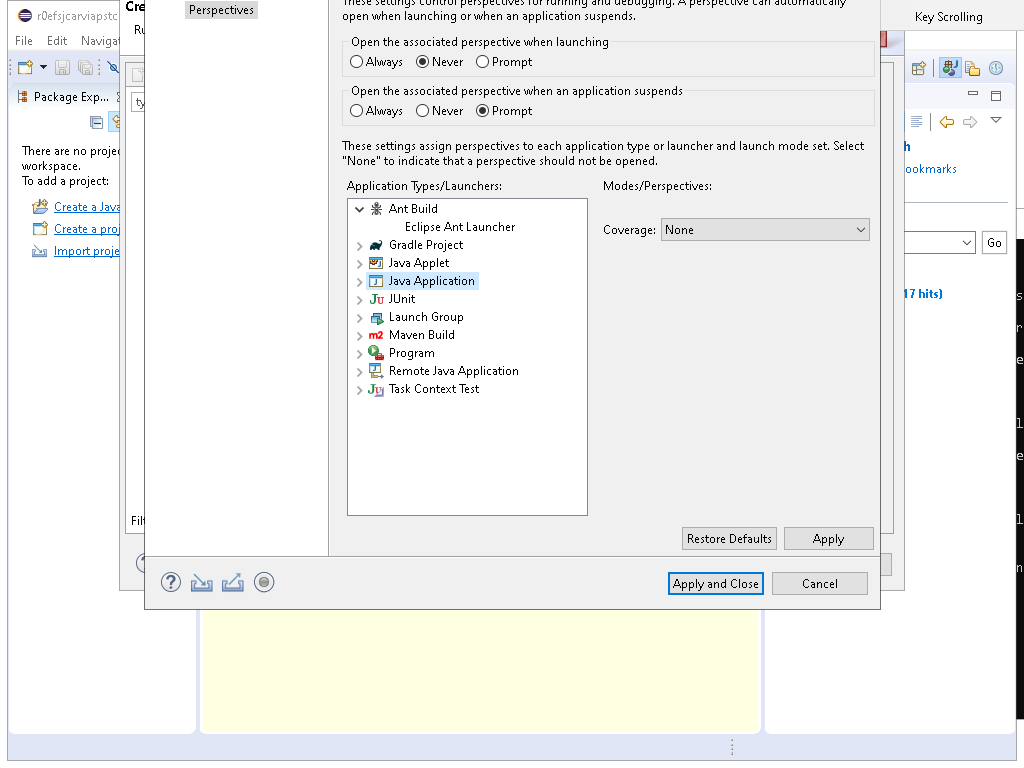 r0efsjcarviapstc
File Edit Navigat
Package Exp...
There are no proje
workspace.
To add a project:
Create a Java
Create a proj
Import proje
Cre
Ru
ty
Filt
Perspectives
These settings control perspectives for running and debugging. A perspective can automatically
open when launching or when an application suspends.
Open the associated perspective when launching
Always Never Prompt
Open the associated perspective when an application suspends
Always Never Prompt
These settings assign perspectives to each application type or launcher and launch mode set. Select
"None" to indicate that a perspective should not be opened.
Application Types/Launchers:
Modes/Perspectives:
Ant Build
Eclipse Ant Launcher
Gradle Project
Java Applet
Java Application
JUnit
Launch Group
Maven Build
Program
Remote Java Application
Task Context Test
Coverage: None
Restore Defaults Apply
Apply and Close Cancel
Key Scrolling
h
ookmarks
Go
17 hits)
s
r
e
l
e
l
n